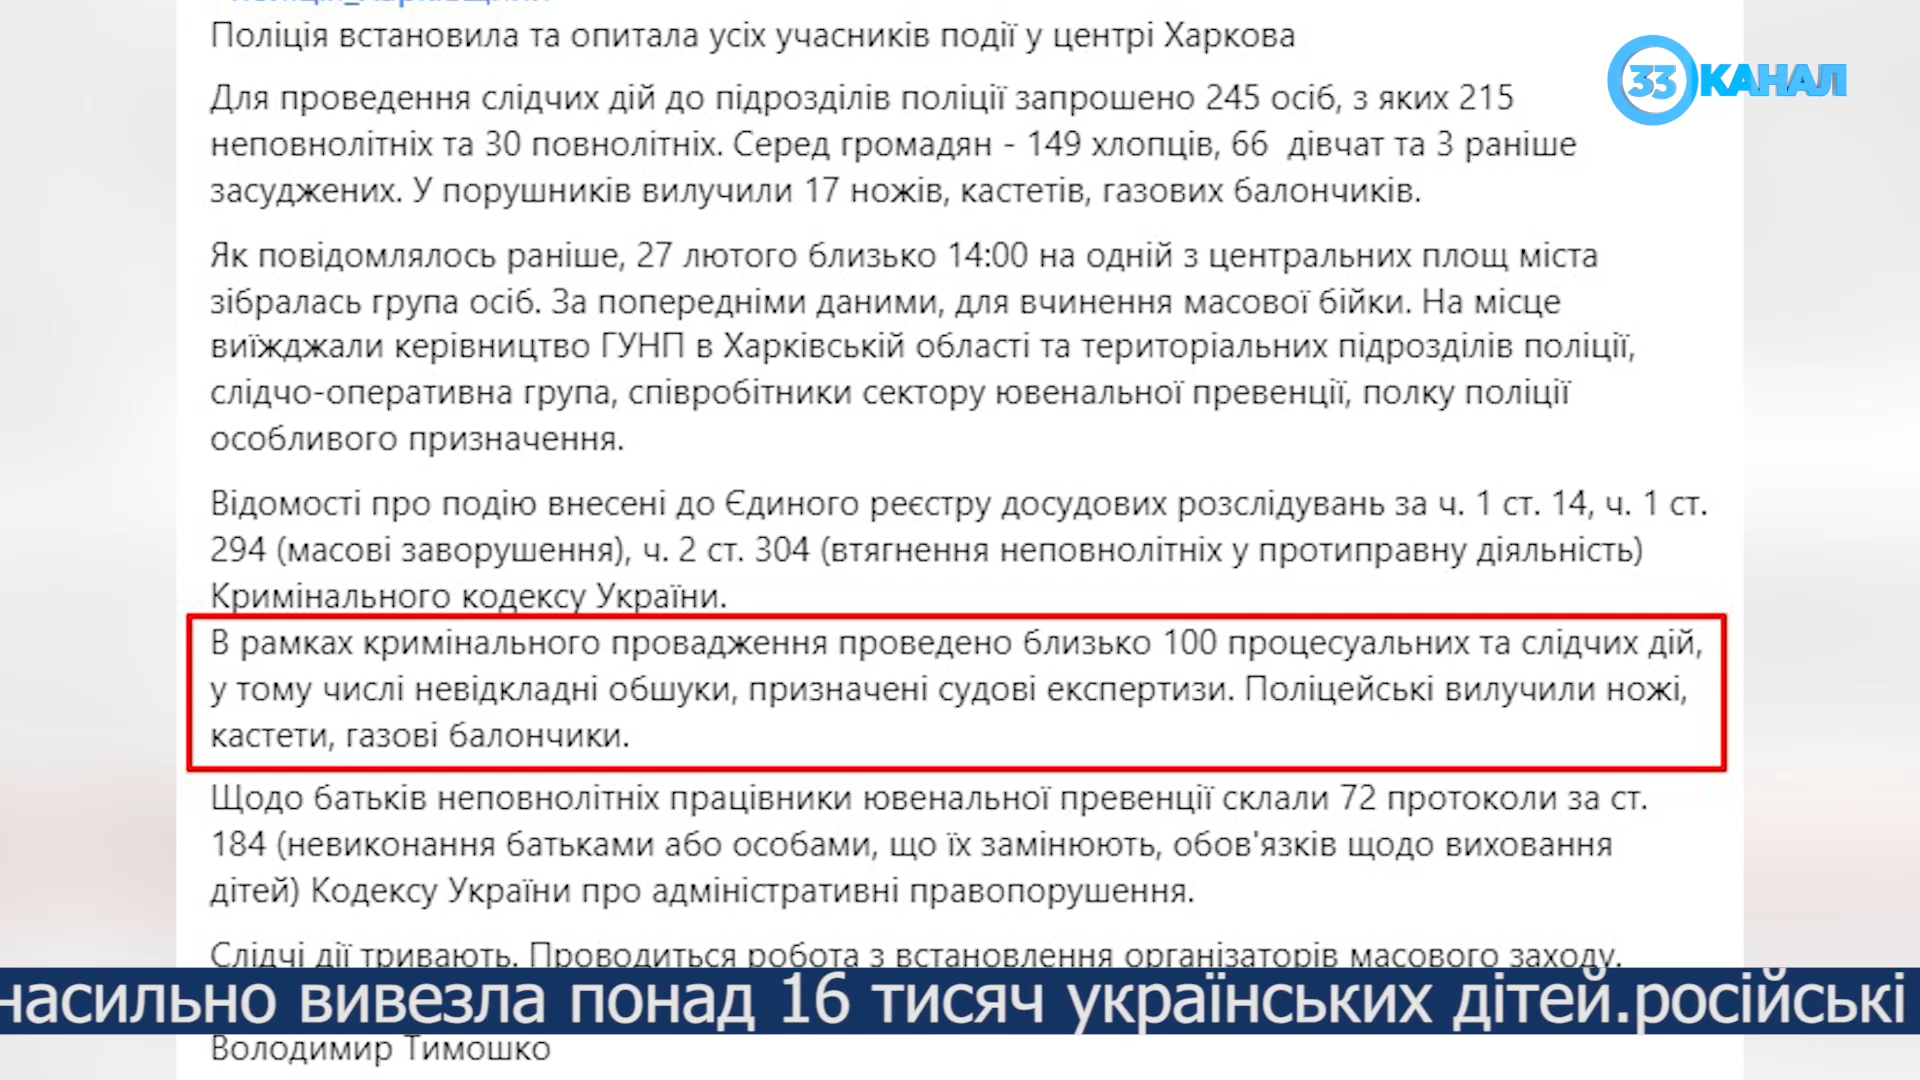 Поліція встановила та опитала усіх учасників події у центрі Харкова
33 КАНАЛ
Для проведення слідчих дій до підрозділів поліції запрошено 245 осіб, з яких 215
неповнолітніх та 30 повнолітніх. Серед громадян - 149 хлопців, 66 дівчат та 3 раніше
засуджених. У порушників вилучили 17 ножів, кастетів, газових балончиків.
Як повідомлялось раніше, 27 лютого близько 14:00 на одній з центральних площ міста
зібралась група осіб. За попередніми даними, для вчинення масової бійки. На місце
виїжджали керівництво ГУНП в Харківській області та територіальних підрозділів поліції,
слідчо-оперативна група, співробітники сектору ювенальної превенції, полку поліції
особливого призначення.
Відомості про подію внесені до Єдиного реєстру досудових розслідувань за ч. 1 ст. 14, ч. 1 ст.
294 (масові заворушення), ч. 2 ст. 304 (втягнення неповнолітніх у протиправну діяльність)
Кримінального кодексу України.
В рамках кримінального провадження проведено близько 100 процесуальних та слідчих дій,
у тому числі невідкладні обшуки, призначені судові експертизи. Поліцейські вилучили ножі,
кастети, газові балончики.
Щодо батьків неповнолітніх працівники ювенальної превенції склали 72 протоколи за ст.
184 (невиконання батьками або особами, що їх замінюють, обов'язків щодо виховання
дітей) Кодексу України про адміністративні правопорушення.
Слідчі дії тривають. Проводиться робота з встановлення організаторів масового заходу.
насильно вивезла понад 16 тисяч українських дітей.російські
Володимир Тимошко